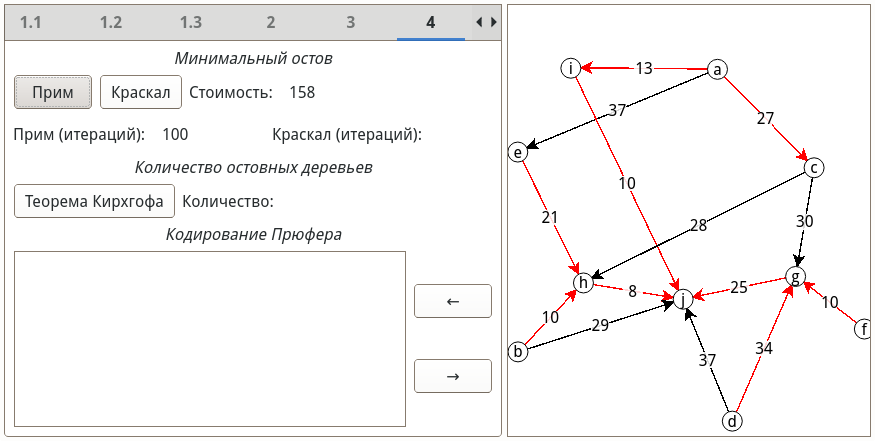 1.1 1.2 1.3 2 3 4
Минимальный остов
Прим Краскал Стоимость: 158
Прим (итераций): 100 Краскал (итераций):
Количество остовных деревьев
Теорема Кирхгофа Количество:
Кодирование Прюфера
←
→
i 13 a
37
27
e
c
10
21
28
30
h 8 j 25 g
10
29
10
f
b
37
34
d